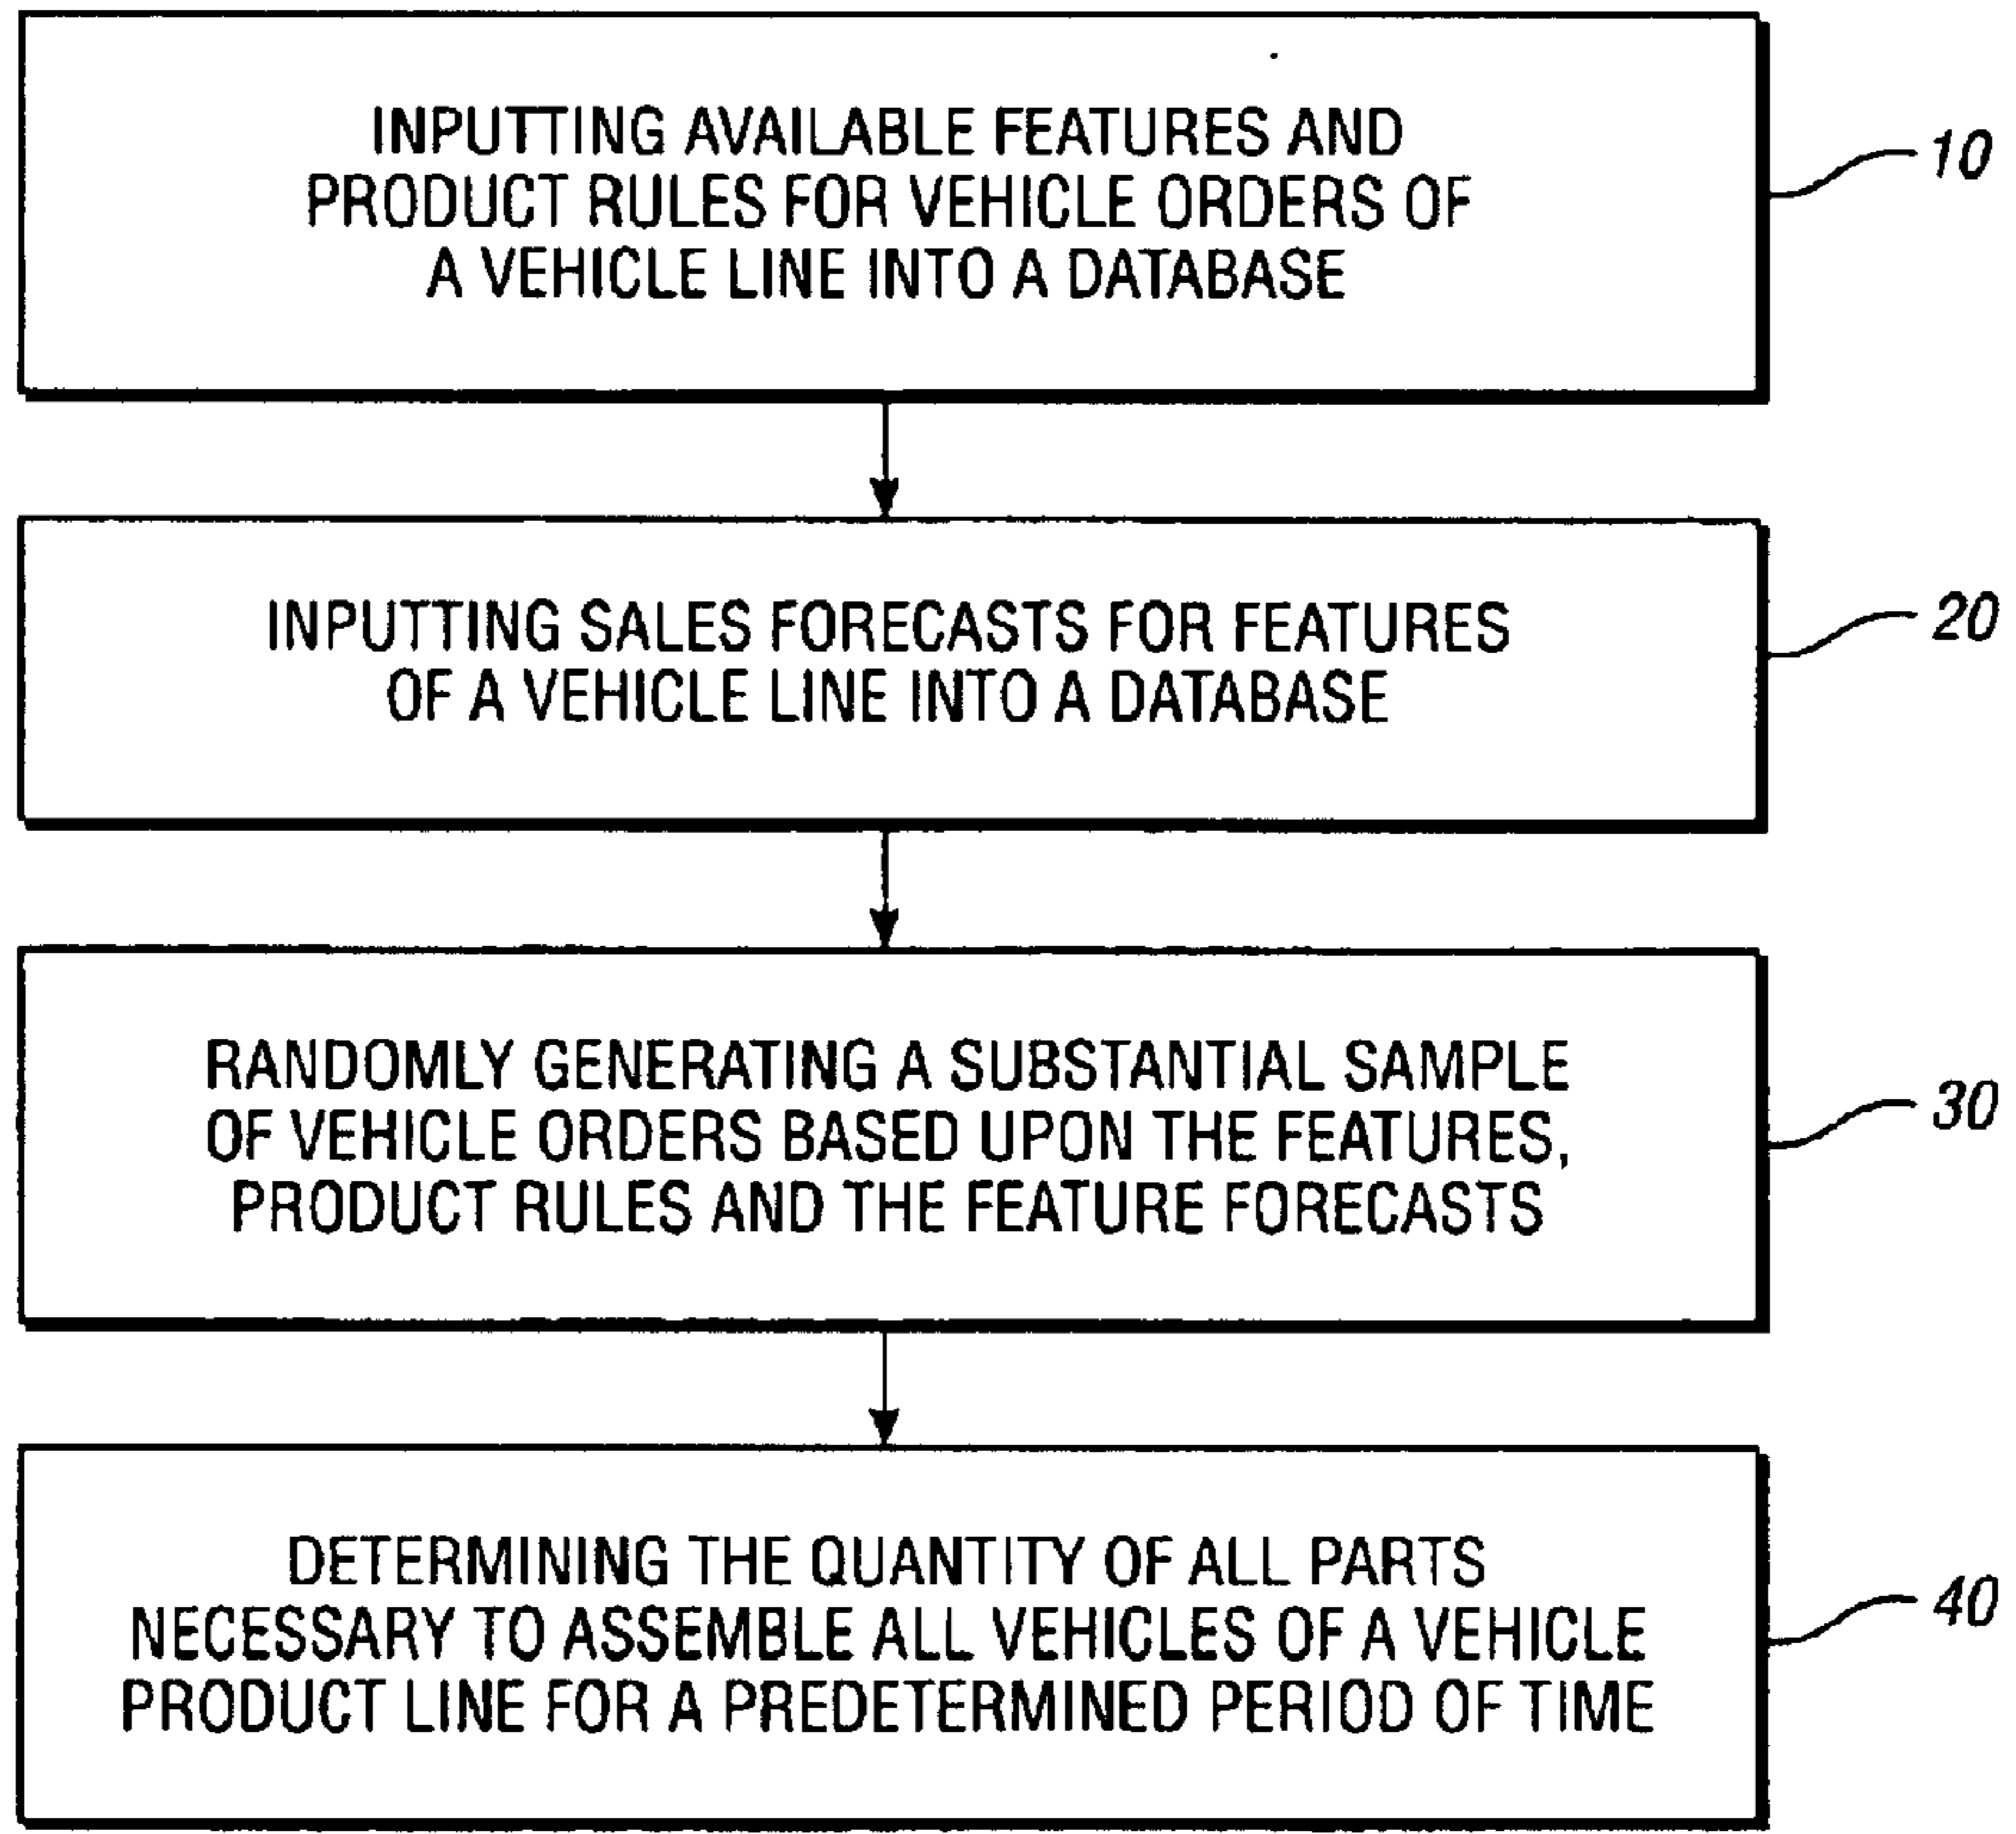 INPUTTING AVAILABLE FEATURES AND
PRODUCT RULES FOR VEHICLE ORDERS OF
A VEHICLE LINE INTO A DATABASE
10
INPUTTING SALES FORECASTS FOR FEATURES
OF A VEHICLE LINE INTO A DATABASE
20
RANDOMLY GENERATING A SUBSTANTIAL SAMPLE
OF VEHICLE ORDERS BASED UPON THE FEATURES,
PRODUCT RULES AND THE FEATURE FORECASTS
30
DETERMINING THE QUANTITY OF ALL PARTS
NECESSARY TO ASSEMBLE ALL VEHICLES OF A VEHICLE
PRODUCT LINE FOR A PREDETERMINED PERIOD OF TIME
40